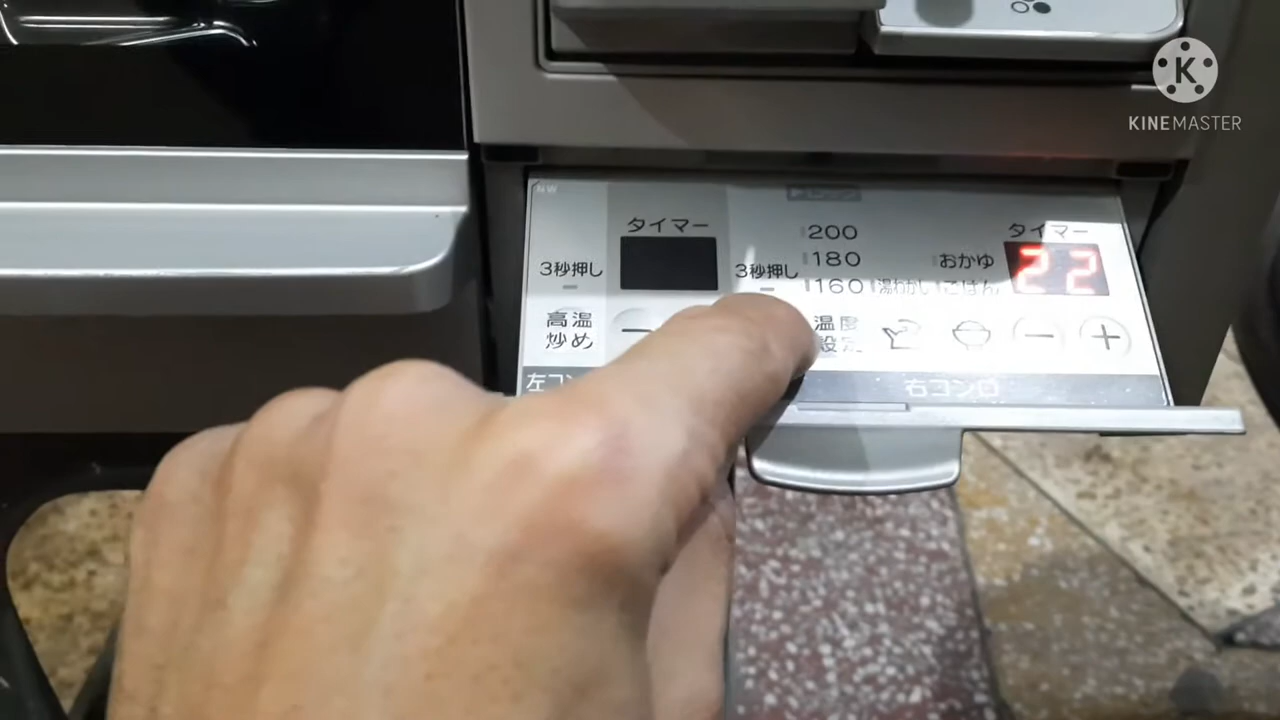 K
KINEMASTER
タイマー
3秒押し
高温
炒め
−
左コン
3秒押し
200
180
160
湯わかし
おかゆ
ごはん
タイマー
22
温度
設定
− +
右コンロ